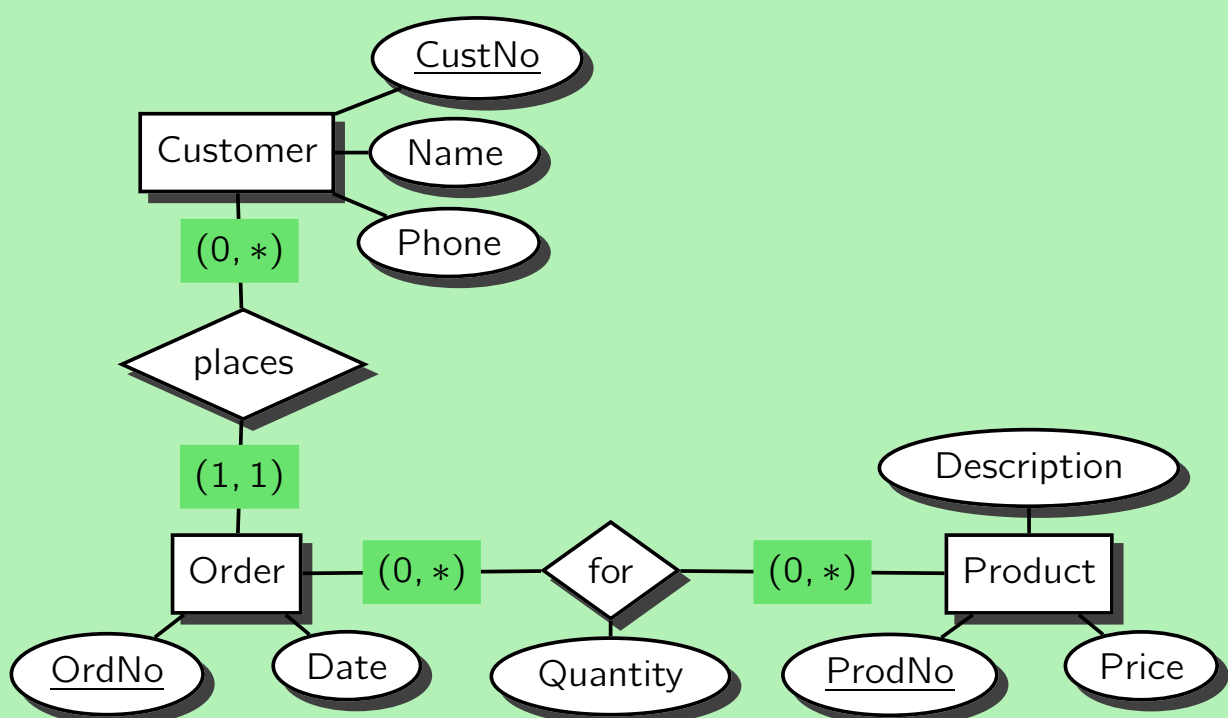 CustNo
Customer
Name
Phone
(0, ∗)
places
(1, 1)
Description
Order
(0, ∗)
for
(0, ∗)
Product
OrdNo
Date
Quantity
ProdNo
Price